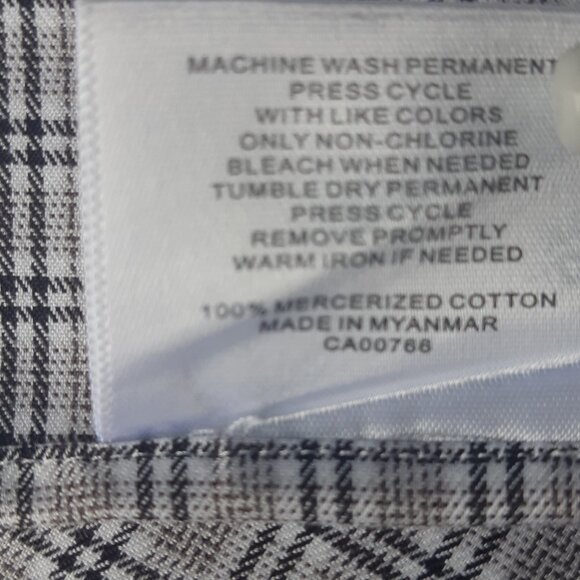 MACHINE WASH PERMANENT
PRESS CYCLE
WITH LIKE COLORS
ONLY NON-CHLORINE
BLEACH WHEN NEEDED
TUMBLE DRY PERMANENT
PRESS CYCLE
REMOVE PROMPTLY
WARM IRON IF NEEDED
100% MERCERIZED COTTON
MADE IN MYANMAR
CA00766